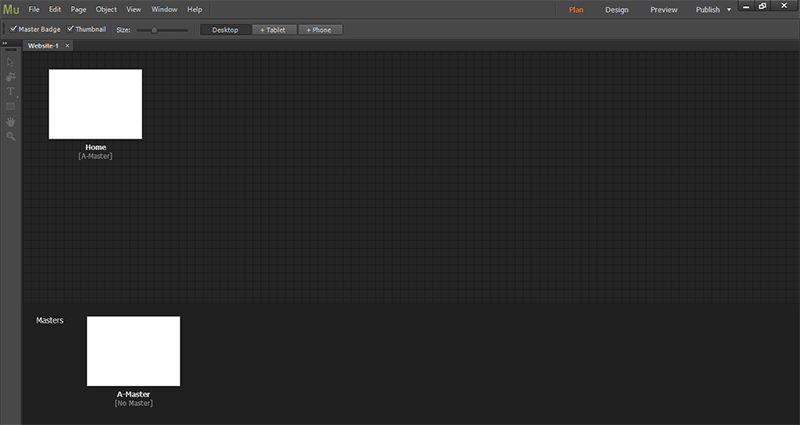 Mu File Edit Page Object View Window Help Plan Design Preview Publish
Master Badge Thumbnail Size: Desktop + Tablet + Phone
Website-1 ×
T
Home
[A-Master]
Masters
A-Master
[No Master]